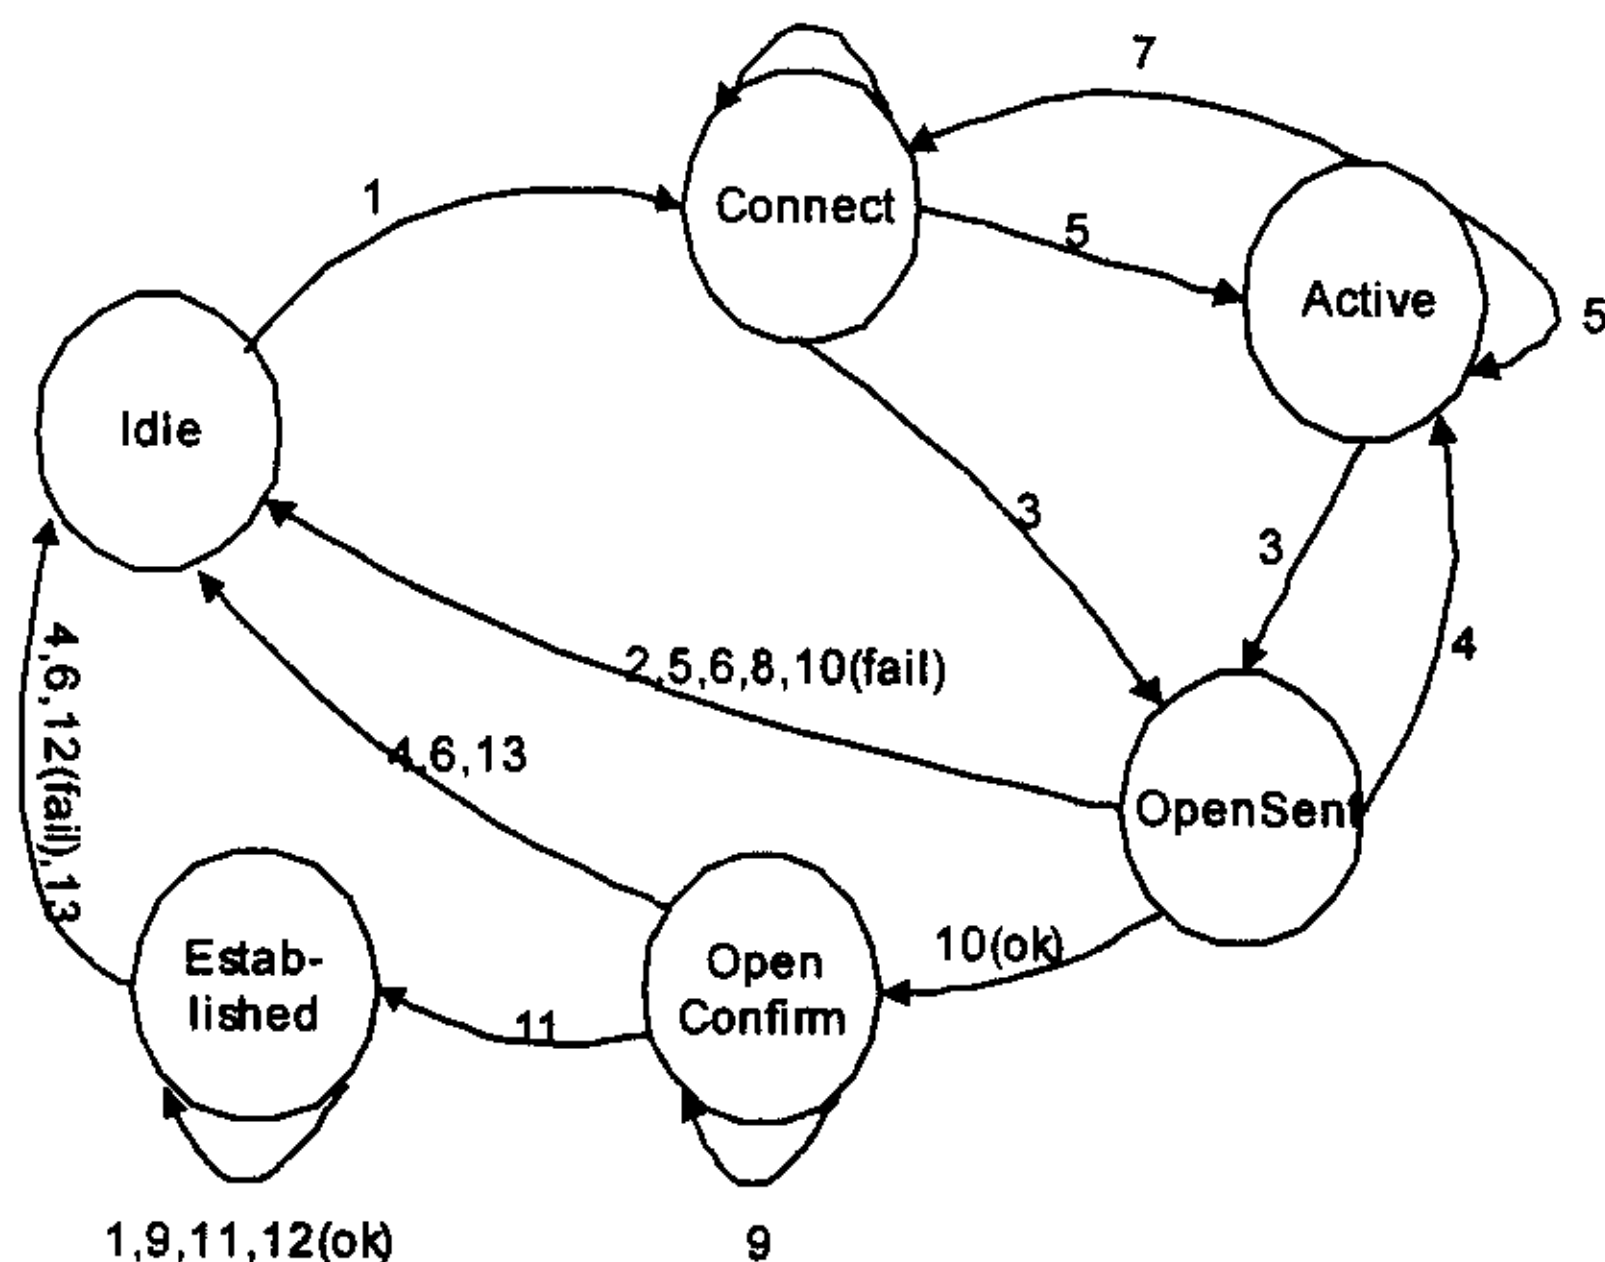 7
Connect
1
5
Active
5
Idle
3
3
4
2,5,6,8,10(fail)
4,6,13
4,6,12(fail),13
OpenSent
10(ok)
Estab-
lished
Open
Confirm
11
1,9,11,12(ok)
9